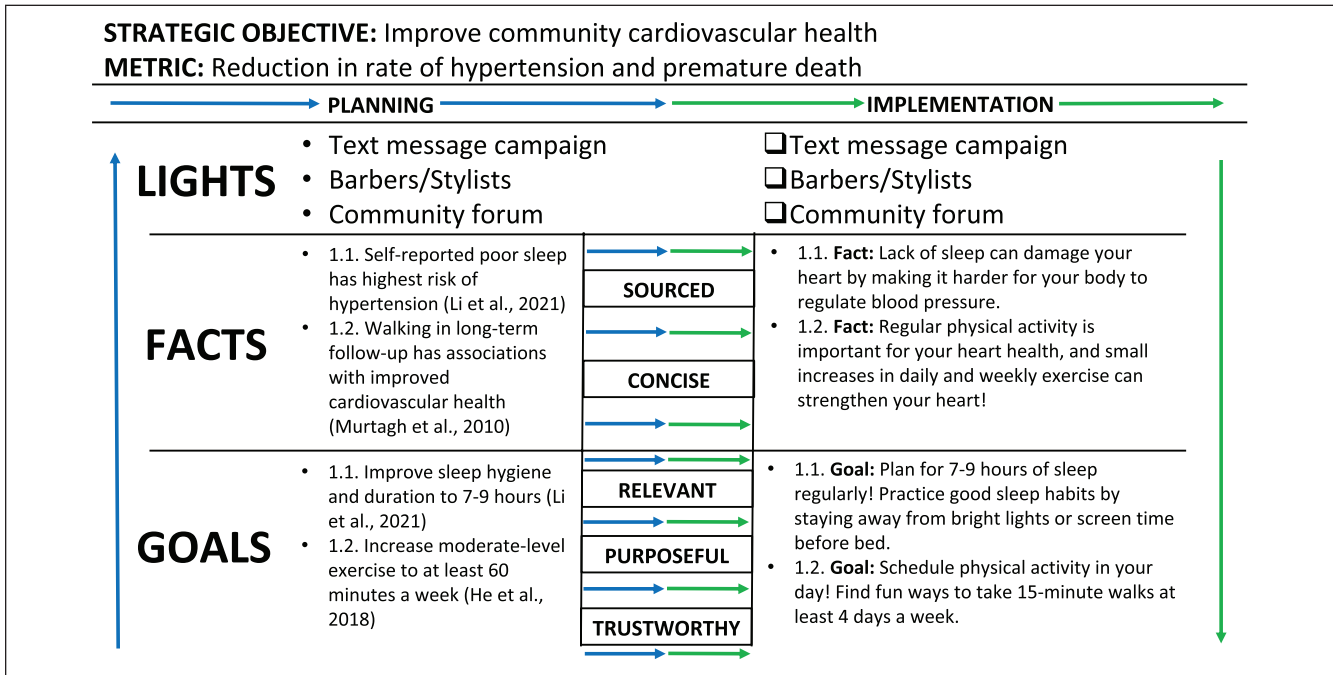 STRATEGIC OBJECTIVE: Improve community cardiovascular health
METRIC: Reduction in rate of hypertension and premature death
PLANNING
IMPLEMENTATION
LIGHTS
• Text message campaign
• Barbers/Stylists
• Community forum
❑Text message campaign
❑Barbers/Stylists
❑Community forum
FACTS
• 1.1. Self-reported poor sleep
has highest risk of
hypertension (Li et al., 2021)
• 1.2. Walking in long-term
follow-up has associations
with improved
cardiovascular health
(Murtagh et al., 2010)
SOURCED
CONCISE
• 1.1. Fact: Lack of sleep can damage your
heart by making it harder for your body to
regulate blood pressure.
• 1.2. Fact: Regular physical activity is
important for your heart health, and small
increases in daily and weekly exercise can
strengthen your heart!
GOALS
• 1.1. Improve sleep hygiene
and duration to 7-9 hours (Li
et al., 2021)
• 1.2. Increase moderate-level
exercise to at least 60
minutes a week (He et al.,
2018)
RELEVANT
PURPOSEFUL
TRUSTWORTHY
• 1.1. Goal: Plan for 7-9 hours of sleep
regularly! Practice good sleep habits by
staying away from bright lights or screen time
before bed.
• 1.2. Goal: Schedule physical activity in your
day! Find fun ways to take 15-minute walks at
least 4 days a week.